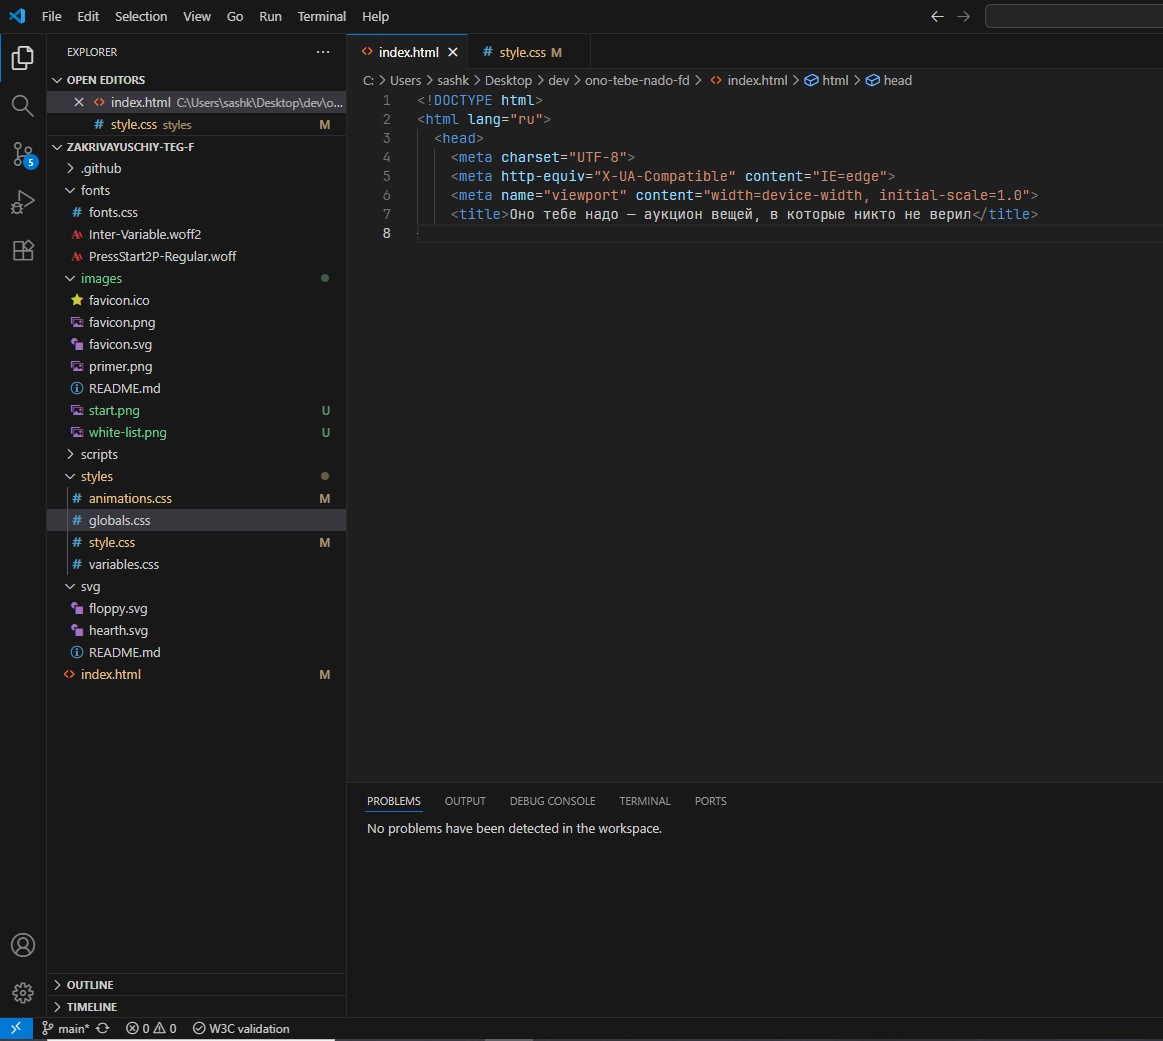 File Edit Selection View Go Run Terminal Help
EXPLORER
OPEN EDITORS
index.html C:\Users\sashk\Desktop\dev\o...
style.css styles M
ZAKRIVAYUSCHIY-TEG-F
.github
fonts
fonts.css
Inter-Variable.woff2
PressStart2P-Regular.woff
images
favicon.ico
favicon.png
favicon.svg
primer.png
README.md
start.png U
white-list.png U
scripts
styles
animations.css M
globals.css
style.css M
variables.css
svg
floppy.svg
hearth.svg
README.md
index.html M
OUTLINE
TIMELINE
index.html
style.css M
C: > Users > sashk > Desktop > dev > ono-tebe-nado-fd > index.html > html > head
1 <!DOCTYPE html>
2 <html lang="ru">
3 <head>
4 <meta charset="UTF-8">
5 <meta http-equiv="X-UA-Compatible" content="IE=edge">
6 <meta name="viewport" content="width=device-width, initial-scale=1.0">
7 <title>Оно тебе надо — аукцион вещей, в которые никто не верил</title>
8
PROBLEMS OUTPUT DEBUG CONSOLE TERMINAL PORTS
No problems have been detected in the workspace.
5
main* 0 0 W3C validation